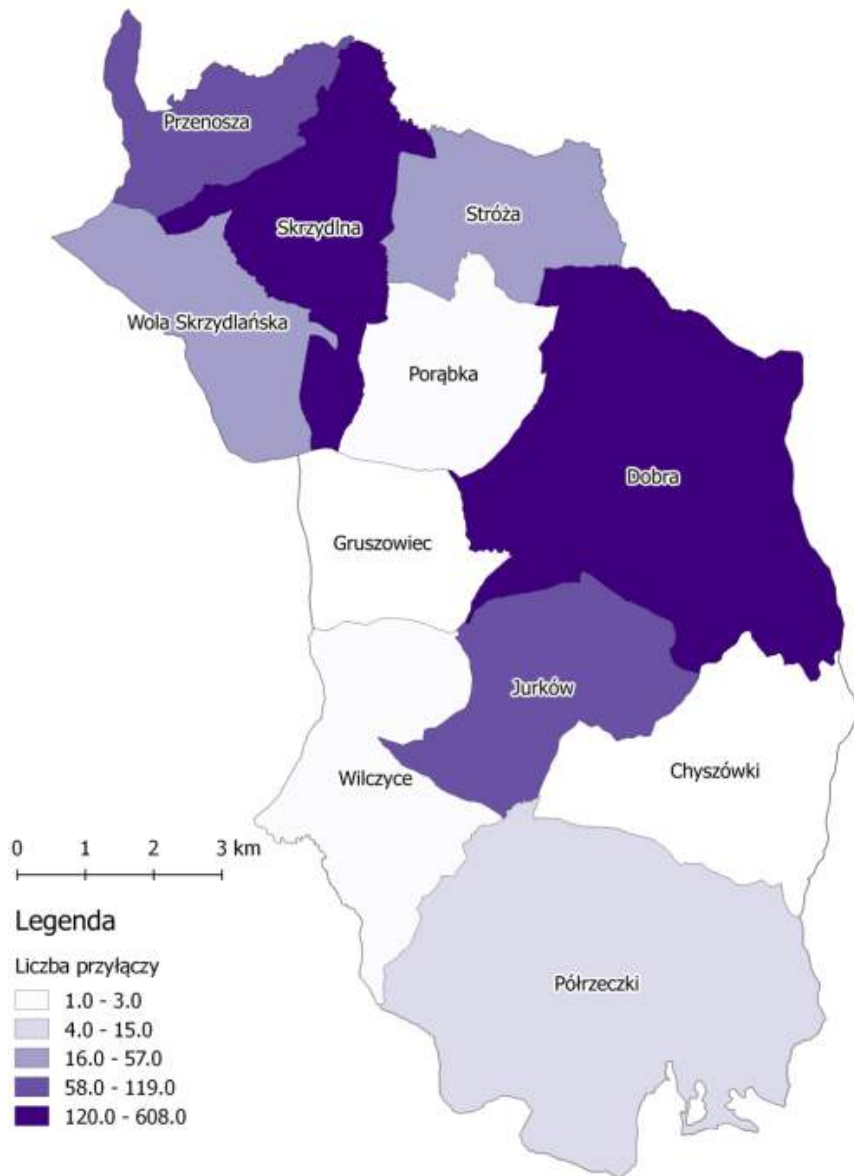 Przenosza
Skrzydlna
Stróża
Wola Skrzydlańska
Porąbka
Dobra
Gruszowiec
Jurków
Wilczyce
Chyszówki
Półrzeczki
0 1 2 3 km
Legenda
Liczba przyłączy
1.0 - 3.0
4.0 - 15.0
16.0 - 57.0
58.0 - 119.0
120.0 - 608.0